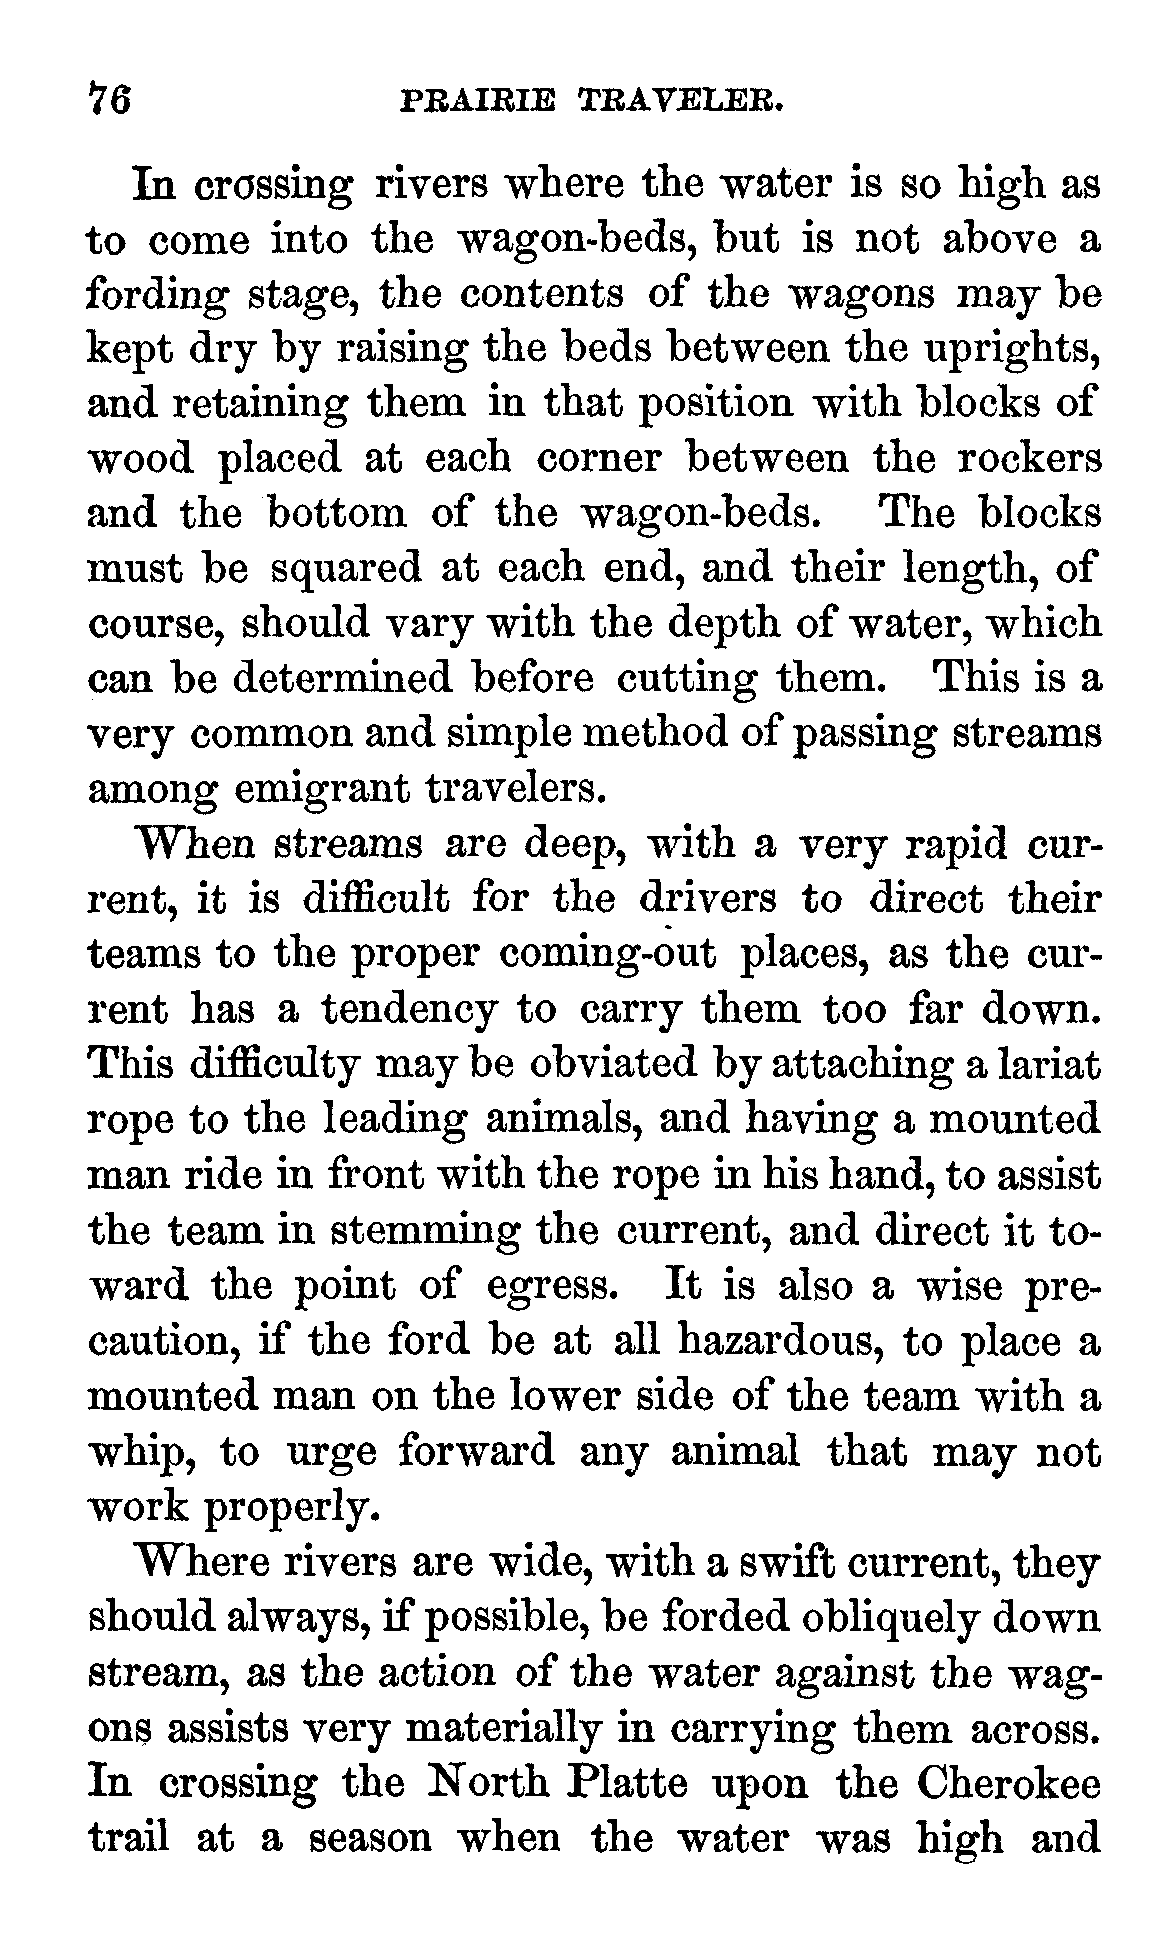 76 PRAIRIE TRAVELER.
In crossing rivers where the water is so high as
to come into the wagon-beds, but is not above a
fording stage, the contents of the wagons may be
kept dry by raising the beds between the uprights,
and retaining them in that position with blocks of
wood placed at each corner between the rockers
and the bottom of the wagon-beds. The blocks
must be squared at each end, and their length, of
course, should vary with the depth of water, which
can be determined before cutting them. This is a
very common and simple method of passing streams
among emigrant travelers.
When streams are deep, with a very rapid cur-
rent, it is difficult for the drivers to direct their
teams to the proper coming-out places, as the cur-
rent has a tendency to carry them too far down.
This difficulty may be obviated by attaching a lariat
rope to the leading animals, and having a mounted
man ride in front with the rope in his hand, to assist
the team in stemming the current, and direct it to-
ward the point of egress. It is also a wise pre-
caution, if the ford be at all hazardous, to place a
mounted man on the lower side of the team with a
whip, to urge forward any animal that may not
work properly.
Where rivers are wide, with a swift current, they
should always, if possible, be forded obliquely down
stream, as the action of the water against the wag-
ons assists very materially in carrying them across.
In crossing the North Platte upon the Cherokee
trail at a season when the water was high and